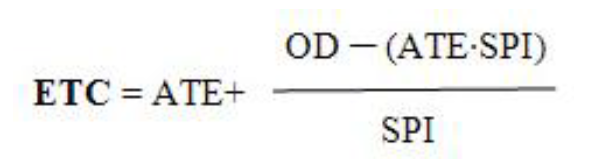 OD − (ATE·SPI)
ETC = ATE+
SPI